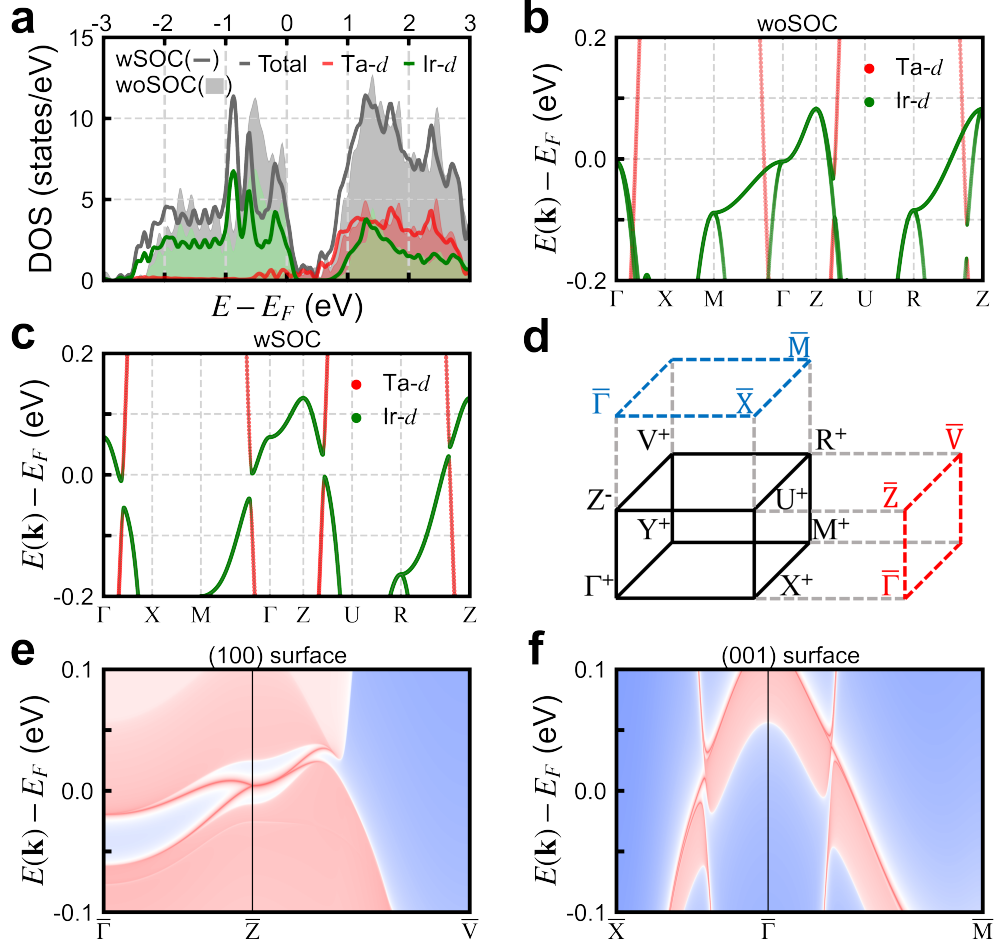 a
-3 -2 -1 0 1 2 3
15
10
5
0
DOS (states/eV)
wSOC(—) — Total — Ta-d — Ir-d
woSOC( )
E − E_F (eV)
b
woSOC
0.2
0.0
-0.2
E(k) − E_F (eV)
Ta-d
Ir-d
Γ X M Γ Z U R Z
c
wSOC
0.2
0.0
-0.2
E(k) − E_F (eV)
Ta-d
Ir-d
Γ X M Γ Z U R Z
d
M̅
Γ̅ X̅
V⁺ R⁺ V̅
Z⁻ U⁺ Z̅
Y⁺ M⁺
Γ⁺ X⁺ Γ̅
e
(100) surface
0.1
0.0
-0.1
E(k) − E_F (eV)
Γ̅ Z̅ V̅
f
(001) surface
0.1
0.0
-0.1
E(k) − E_F (eV)
X̅ Γ̅ M̅